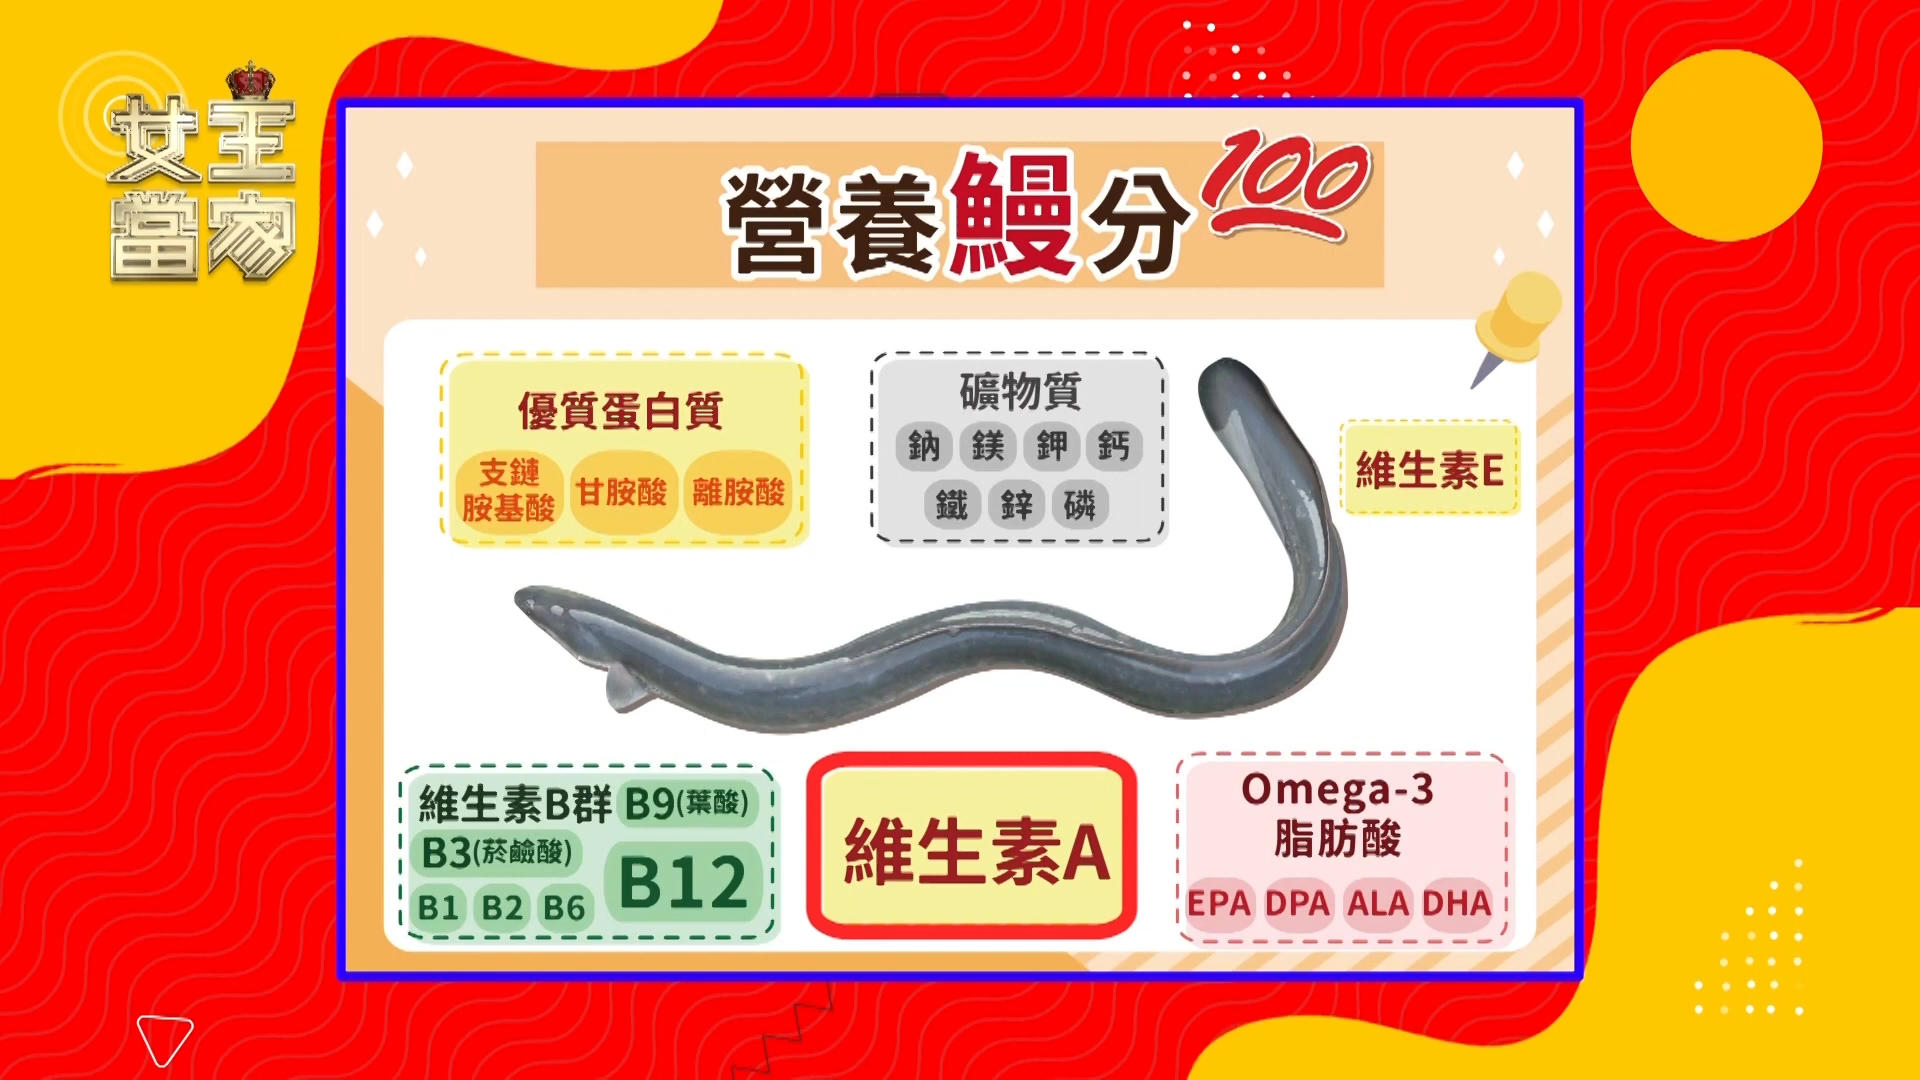 女王
當家
營養鰻分100
優質蛋白質
支鏈
胺基酸
甘胺酸
離胺酸
礦物質
鈉 鎂 鉀 鈣
鐵 鋅 磷
維生素E
維生素B群 B9(葉酸)
B3(菸鹼酸)
B12
B1 B2 B6
維生素A
Omega-3
脂肪酸
EPA DPA ALA DHA